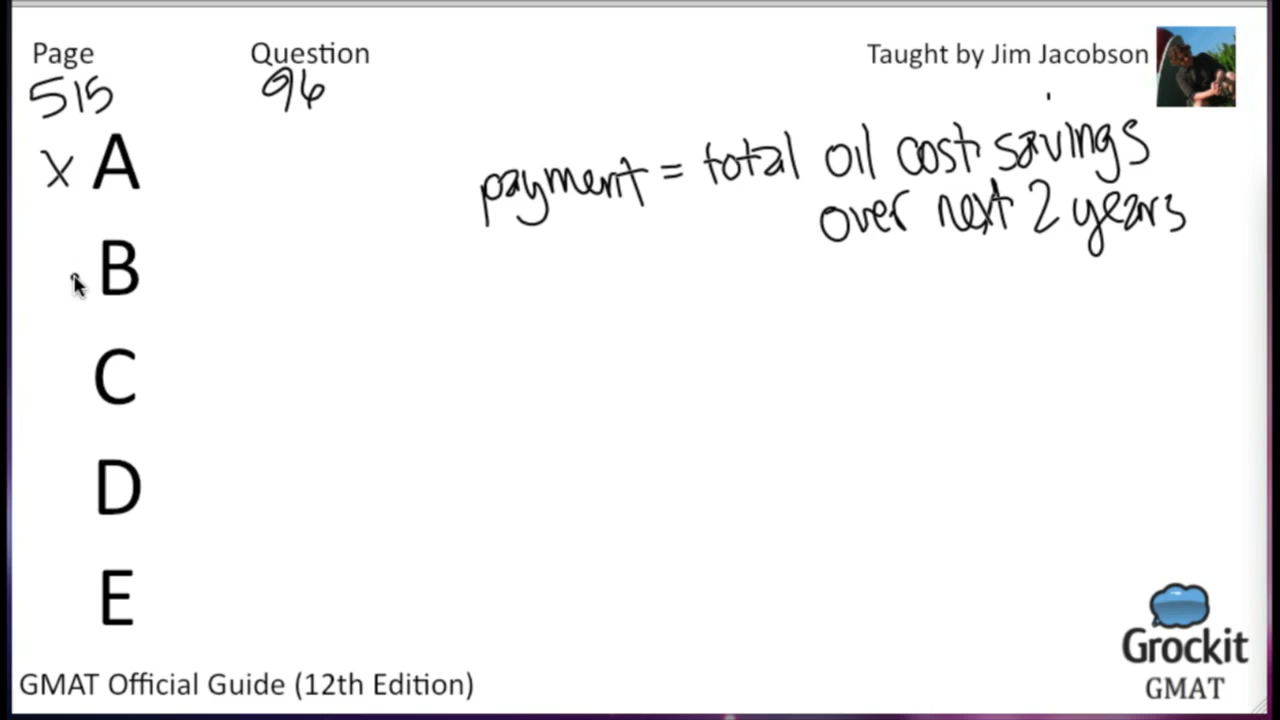 Page Question Taught by Jim Jacobson
515 96
X A
payment = total oil cost savings
over next 2 years
B
C
D
E
Grockit
GMAT
GMAT Official Guide (12th Edition)